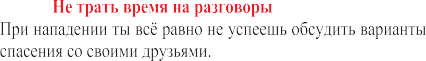 Не трать время на разговоры
При нападении ты всё равно не успеешь обсудить варианты
спасения со своими друзьями.